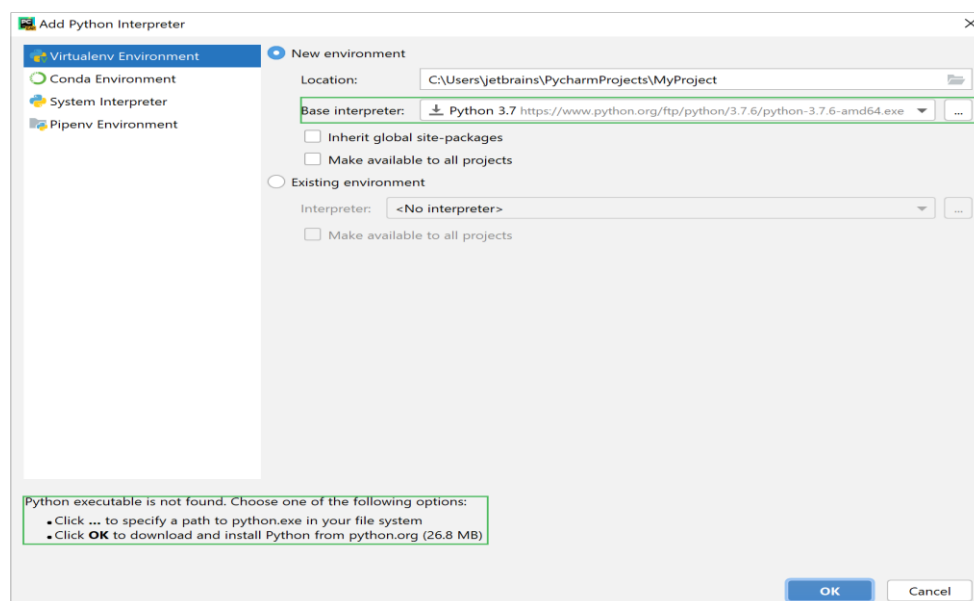 Add Python Interpreter
Virtualenv Environment
Conda Environment
System Interpreter
Pipenv Environment
New environment
Location: C:\Users\jetbrains\PycharmProjects\MyProject
Base interpreter: Python 3.7 https://www.python.org/ftp/python/3.7.6/python-3.7.6-amd64.exe ...
Inherit global site-packages
Make available to all projects
Existing environment
Interpreter: <No interpreter> ...
Make available to all projects
Python executable is not found. Choose one of the following options:
• Click ... to specify a path to python.exe in your file system
• Click OK to download and install Python from python.org (26.8 MB)
OK Cancel